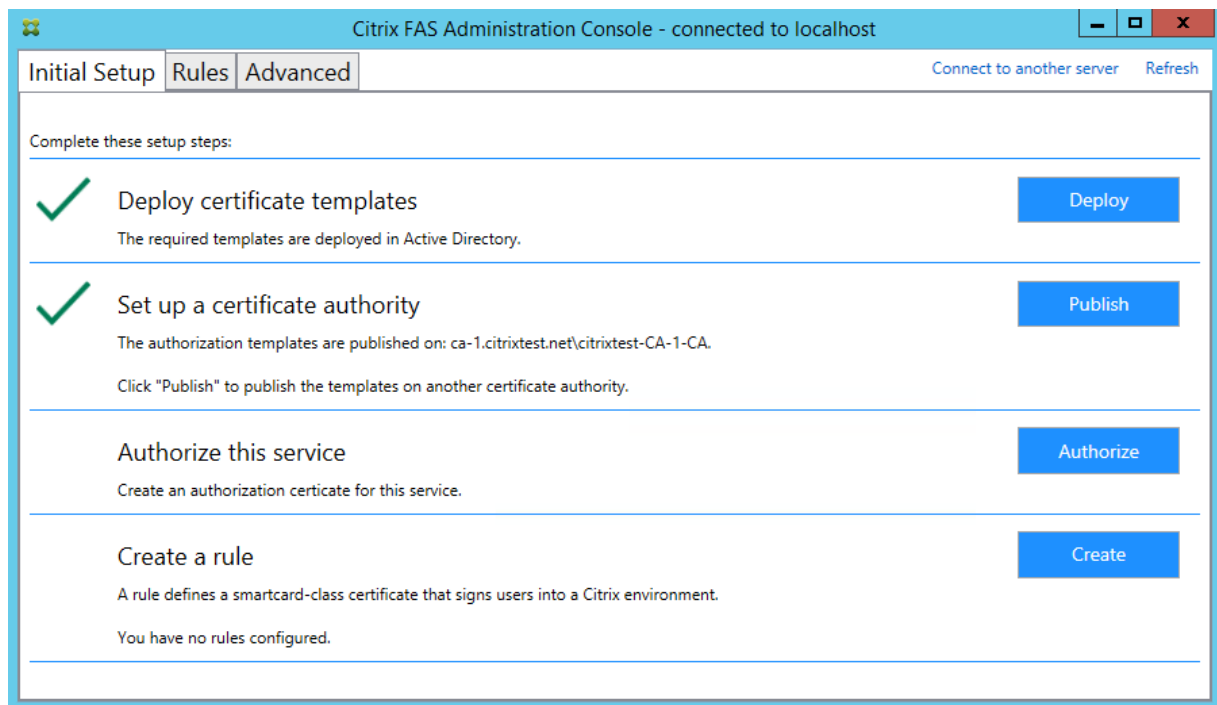 Citrix FAS Administration Console - connected to localhost
Initial Setup Rules Advanced Connect to another server Refresh
Complete these setup steps:
Deploy certificate templates Deploy
The required templates are deployed in Active Directory.
Set up a certificate authority Publish
The authorization templates are published on: ca-1.citrixtest.net\citrixtest-CA-1-CA.
Click "Publish" to publish the templates on another certificate authority.
Authorize this service Authorize
Create an authorization certicate for this service.
Create a rule Create
A rule defines a smartcard-class certificate that signs users into a Citrix environment.
You have no rules configured.